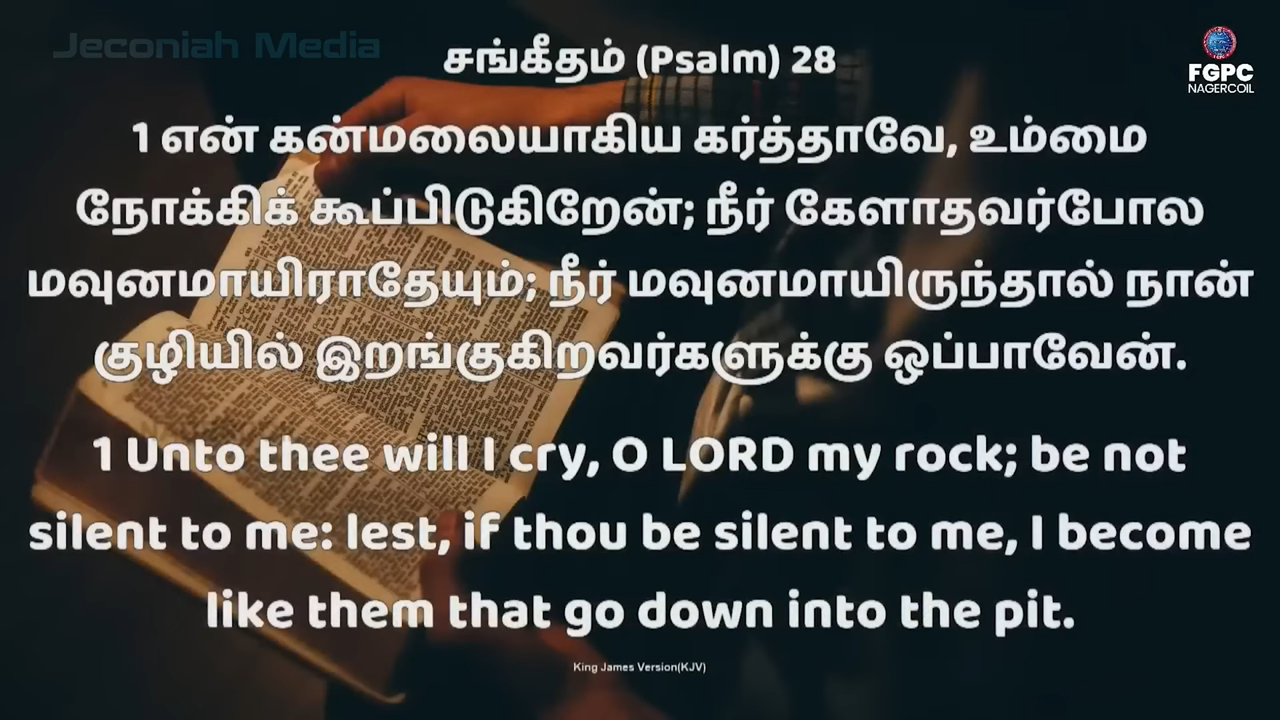 Jeconiah Media
சங்கீதம் (Psalm) 28
FGPC
NAGERCOIL
1 என் கன்மலையாகிய கர்த்தாவே, உம்மை
நோக்கிக் கூப்பிடுகிறேன்; நீர் கேளாதவர்போல
மவுனமாயிராதேயும்; நீர் மவுனமாயிருந்தால் நான்
குழியில் இறங்குகிறவர்களுக்கு ஒப்பாவேன்.
1 Unto thee will I cry, O LORD my rock; be not
silent to me: lest, if thou be silent to me, I become
like them that go down into the pit.
King James Version(KJV)